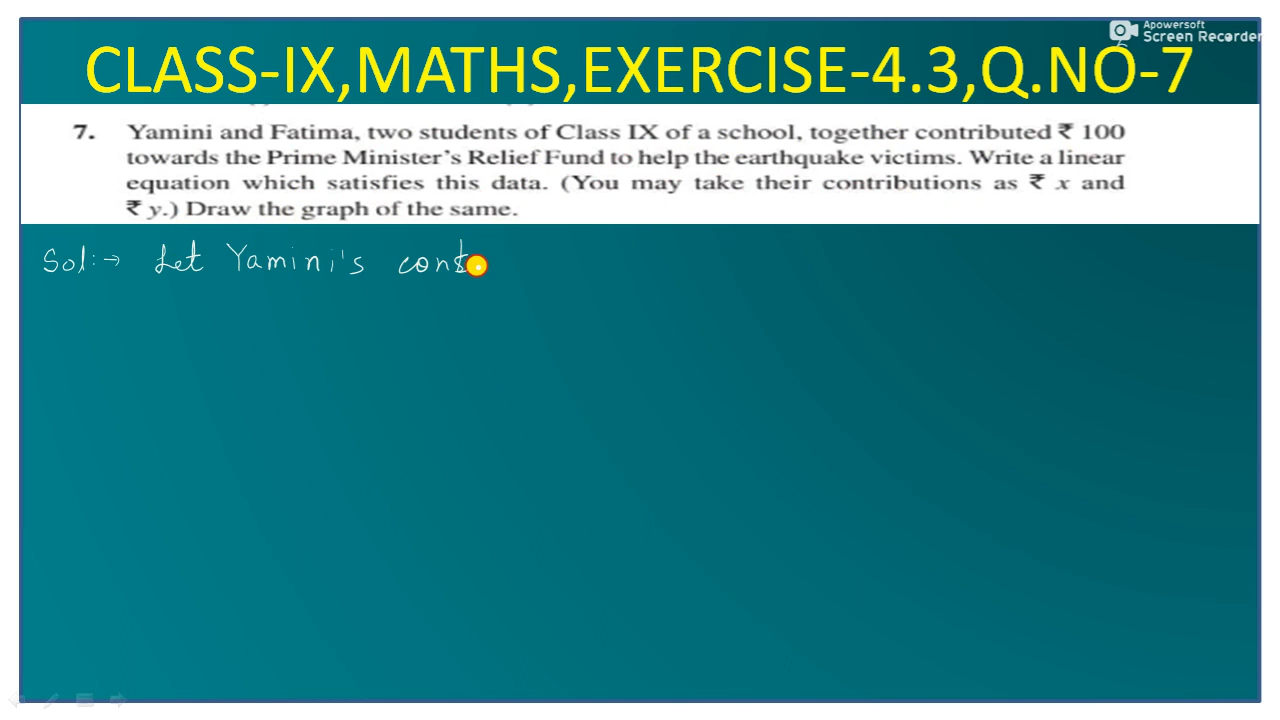 Apowersoft
Screen Recorder
CLASS-IX,MATHS,EXERCISE-4.3,Q.NO-7
7. Yamini and Fatima, two students of Class IX of a school, together contributed ₹ 100
towards the Prime Minister's Relief Fund to help the earthquake victims. Write a linear
equation which satisfies this data. (You may take their contributions as ₹ x and
₹ y.) Draw the graph of the same.
Sol:→ Let Yamini's cont